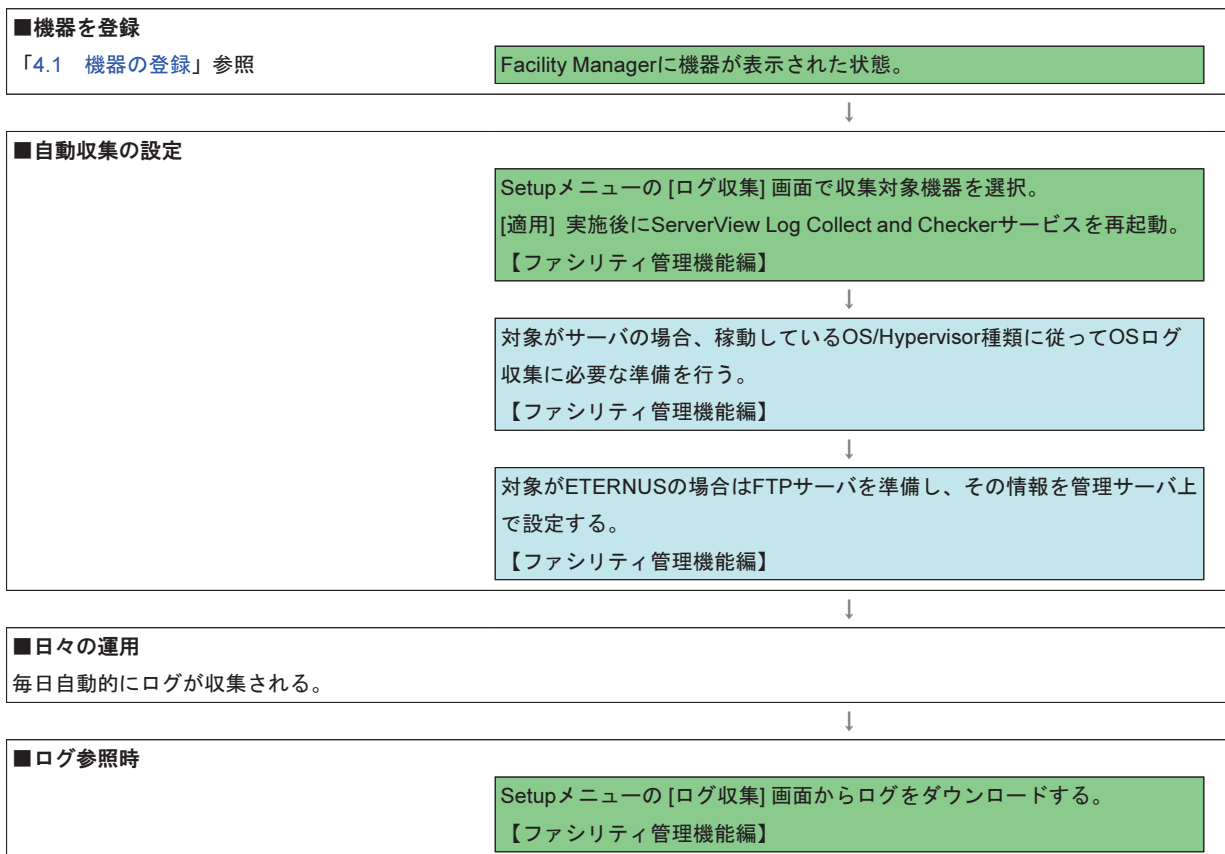 ■機器を登録
「4.1　機器の登録」参照
Facility Managerに機器が表示された状態。
↓
■自動収集の設定
Setupメニューの [ログ収集] 画面で収集対象機器を選択。
[適用] 実施後にServerView Log Collect and Checkerサービスを再起動。
【ファシリティ管理機能編】
↓
対象がサーバの場合、稼動しているOS/Hypervisor種類に従ってOSログ
収集に必要な準備を行う。
【ファシリティ管理機能編】
↓
対象がETERNUSの場合はFTPサーバを準備し、その情報を管理サーバ上
で設定する。
【ファシリティ管理機能編】
↓
■日々の運用
毎日自動的にログが収集される。
↓
■ログ参照時
Setupメニューの [ログ収集] 画面からログをダウンロードする。
【ファシリティ管理機能編】